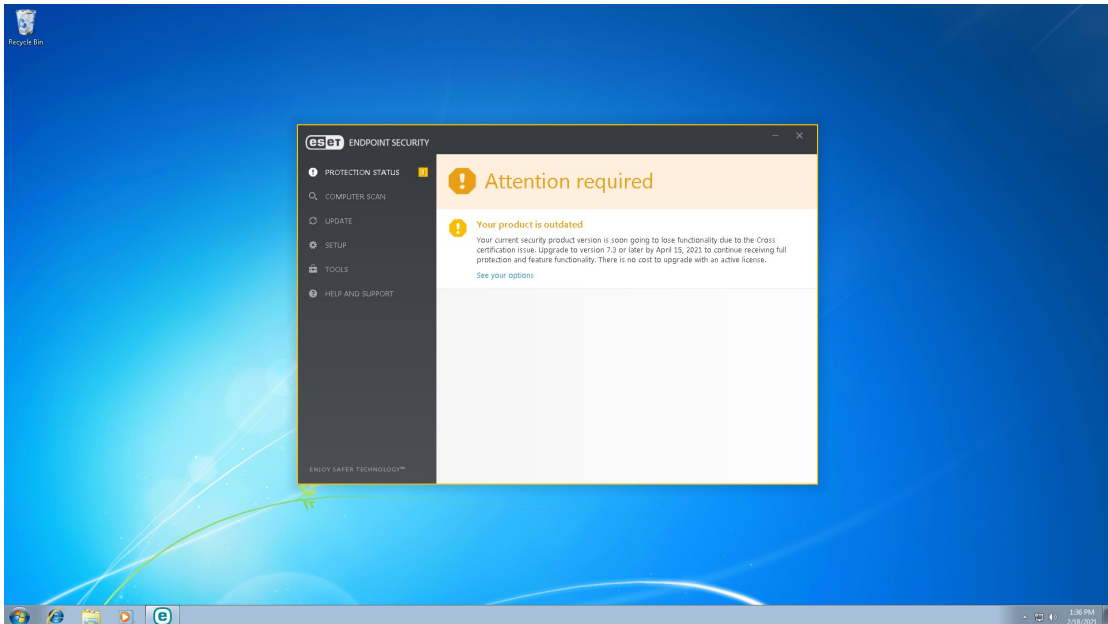 Recycle Bin
eset ENDPOINT SECURITY
PROTECTION STATUS
COMPUTER SCAN
UPDATE
SETUP
TOOLS
HELP AND SUPPORT
ENJOY SAFER TECHNOLOGY™
Attention required
Your product is outdated
Your current security product version is soon going to lose functionality due to the Cross
certification issue. Upgrade to version 7.3 or later by April 15, 2021 to continue receiving full
protection and feature functionality. There is no cost to upgrade with an active license.
See your options
1:36 PM
2/18/2021